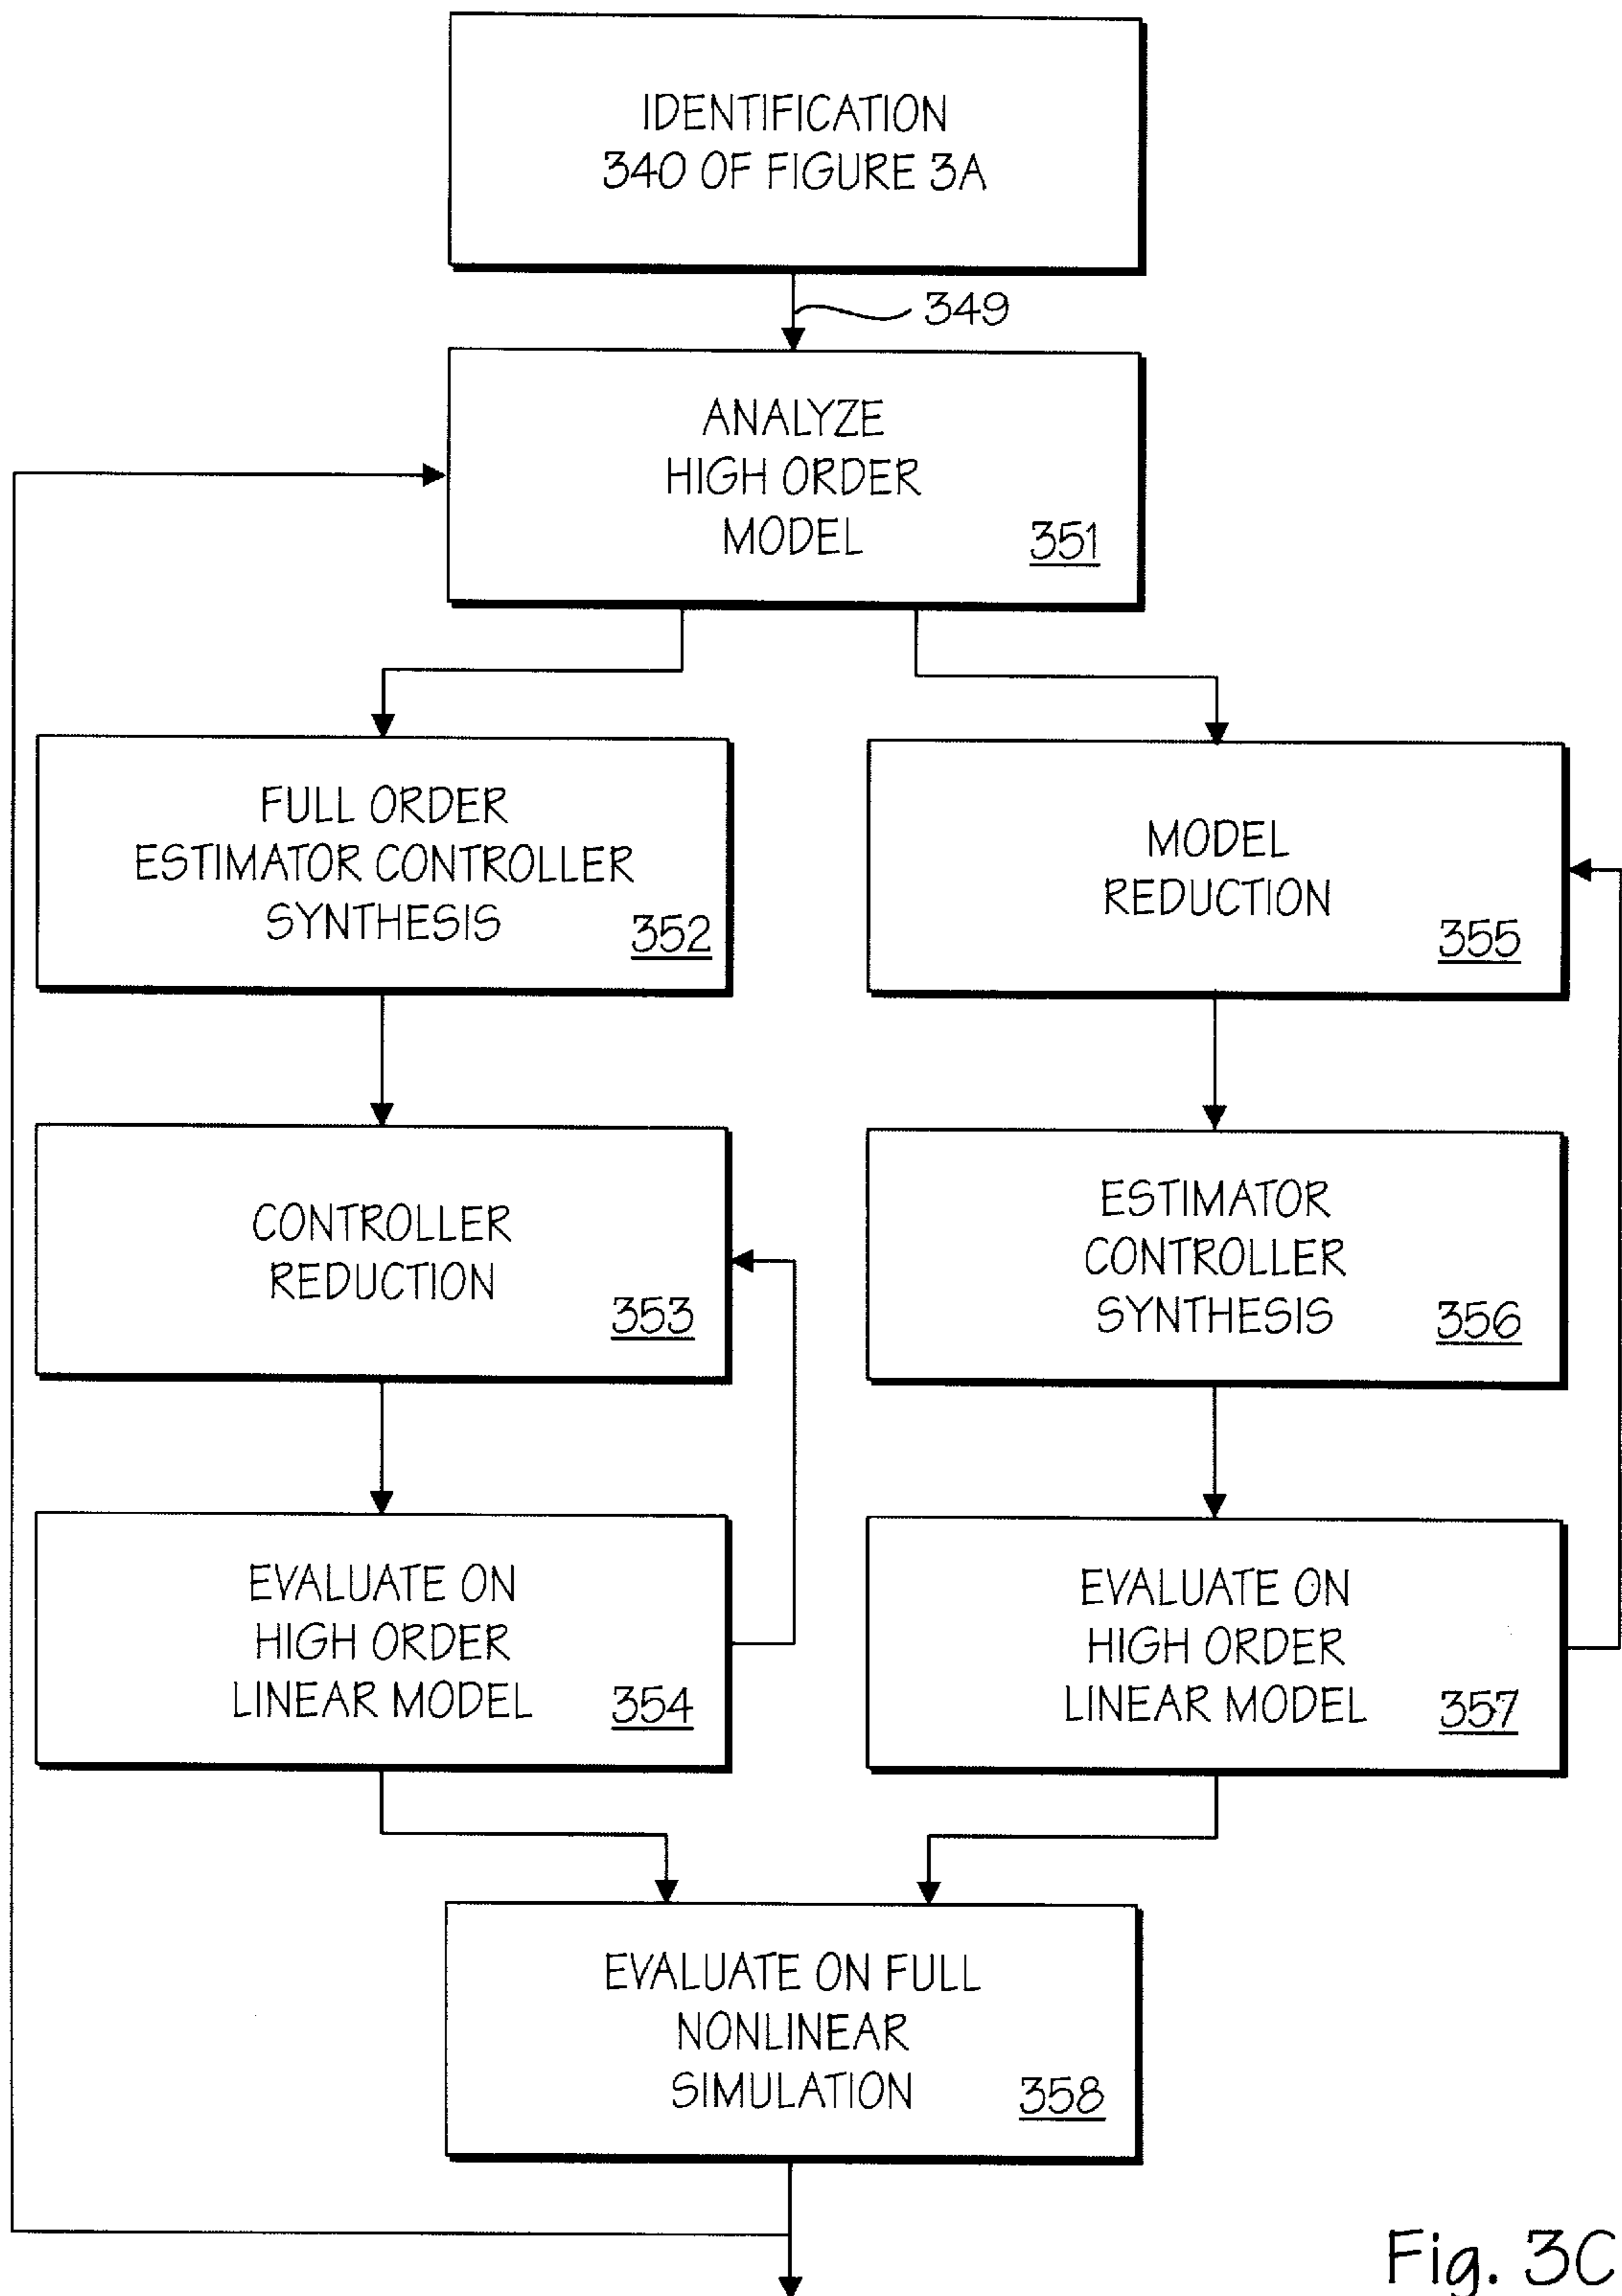 IDENTIFICATION
340 OF FIGURE 3A
349
ANALYZE
HIGH ORDER
MODEL
351
FULL ORDER
ESTIMATOR CONTROLLER
SYNTHESIS
352
MODEL
REDUCTION
355
CONTROLLER
REDUCTION
353
ESTIMATOR
CONTROLLER
SYNTHESIS
356
EVALUATE ON
HIGH ORDER
LINEAR MODEL
354
EVALUATE ON
HIGH ORDER
LINEAR MODEL
357
EVALUATE ON FULL
NONLINEAR
SIMULATION
358
Fig. 3C